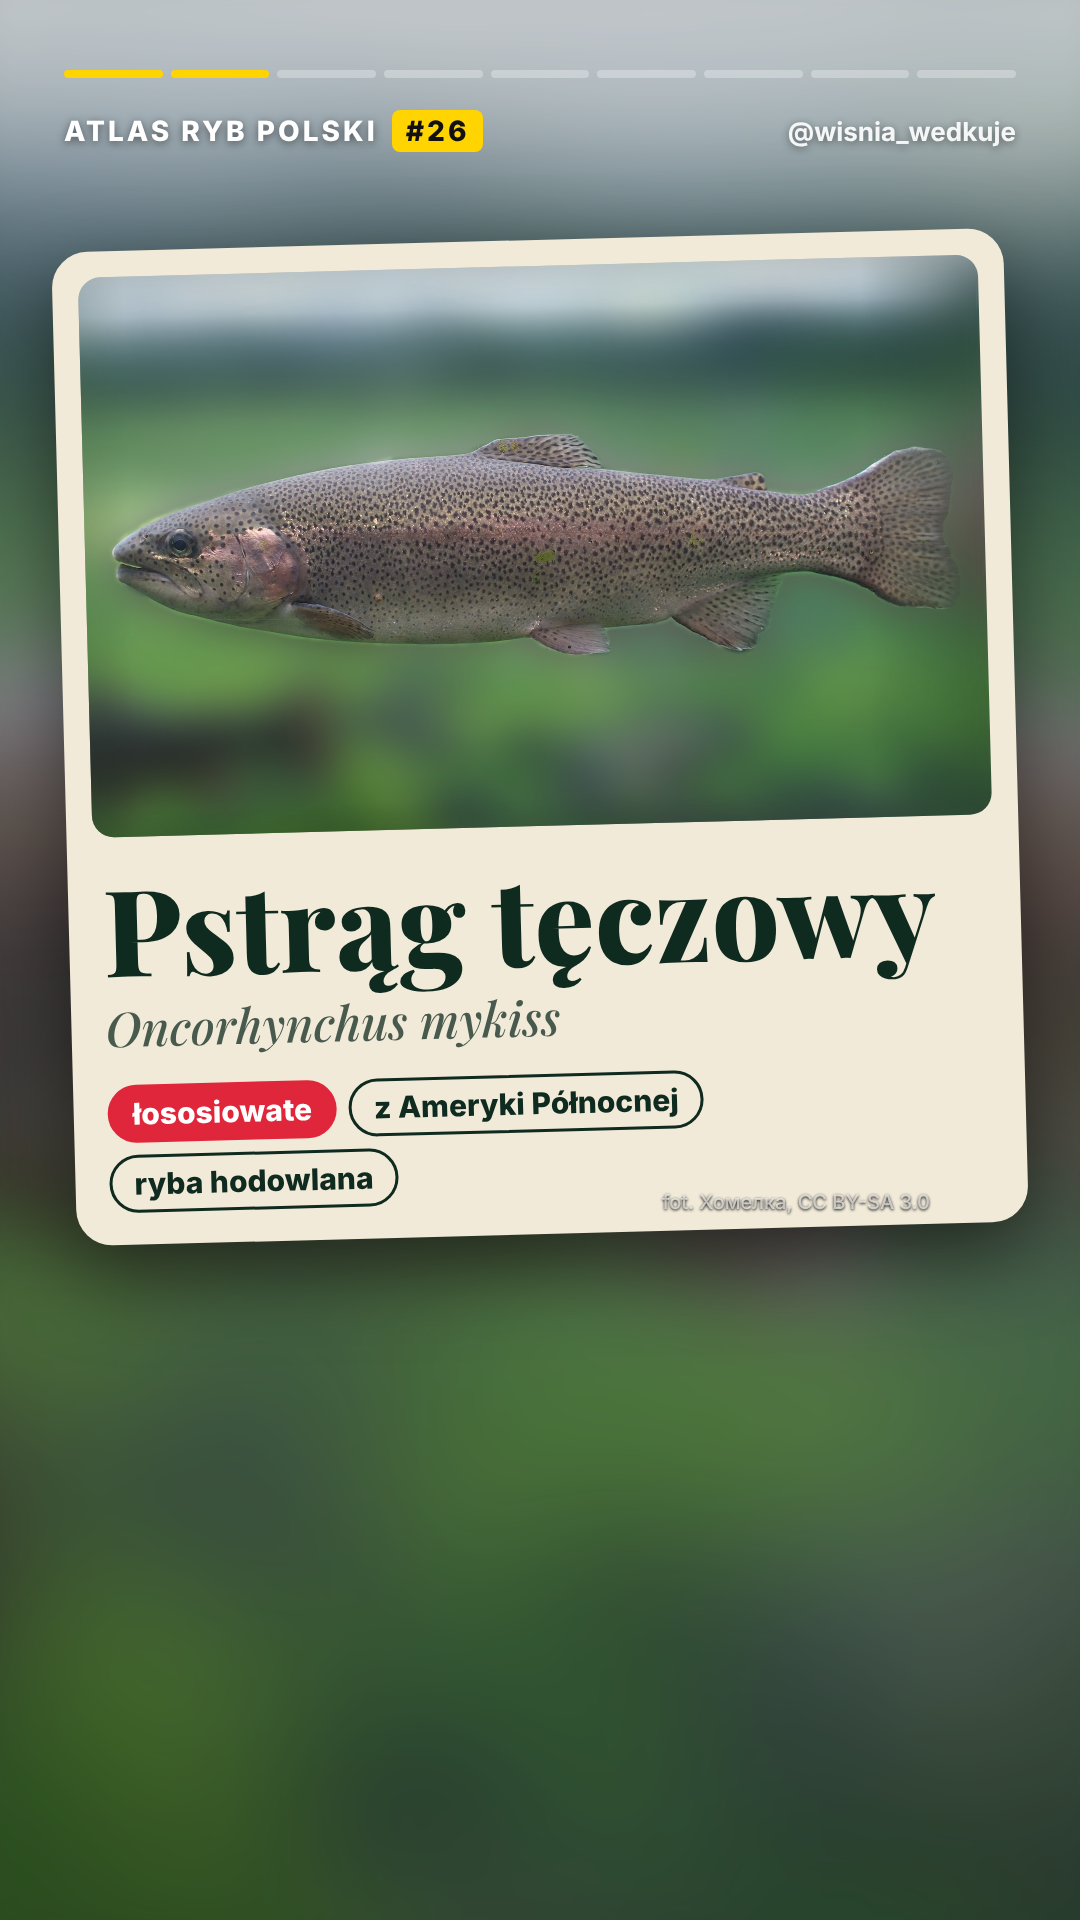 ATLAS RYB POLSKI #26
@wisnia_wedkuje
Pstrąg tęczowy
Oncorhynchus mykiss
łososiowate
z Ameryki Północnej
ryba hodowlana
fot. Хомелка, CC BY-SA 3.0